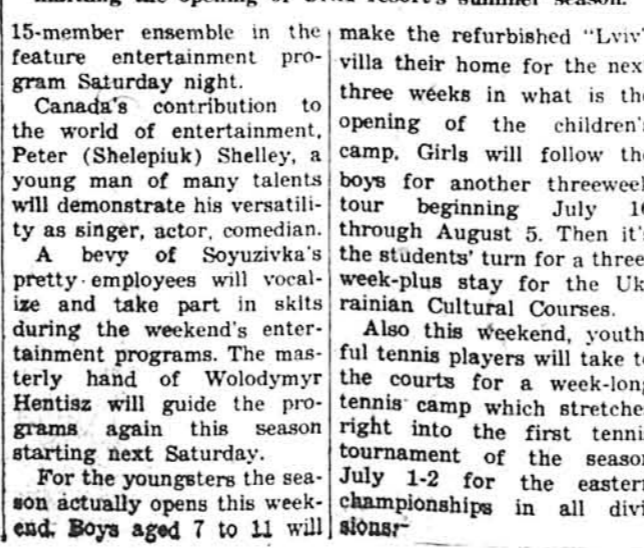 15-member ensemble in the
feature entertainment pro-
gram Saturday night.
Canada's contribution to
the world of entertainment,
Peter (Shelepiuk) Shelley, a
young man of many talents
will demonstrate his versatili-
ty as singer, actor, comedian.
A bevy of Soyuzivka's
pretty employees will vocal-
ize and take part in skits
during the weekend's enter-
tainment programs. The mas-
terly hand of Wolodymyr
Hentisz will guide the pro-
grams again this season
starting next Saturday.
For the youngsters the sea-
son actually opens this week-
end. Boys aged 7 to 11 will
make the refurbished "Lviv"
villa their home for the nex
three weeks in what is th
opening of the children'
camp. Girls will follow th
boys for another threeweek
tour beginning July 1
through August 5. Then it'
the students' turn for a three
week-plus stay for the Uk
rainian Cultural Courses.
Also this weekend, youth
ful tennis players will take t
the courts for a week-long
tennis camp which stretche
right into the first tenni
tournament of the season
July 1-2 for the eastern
championships in all divi
sions.